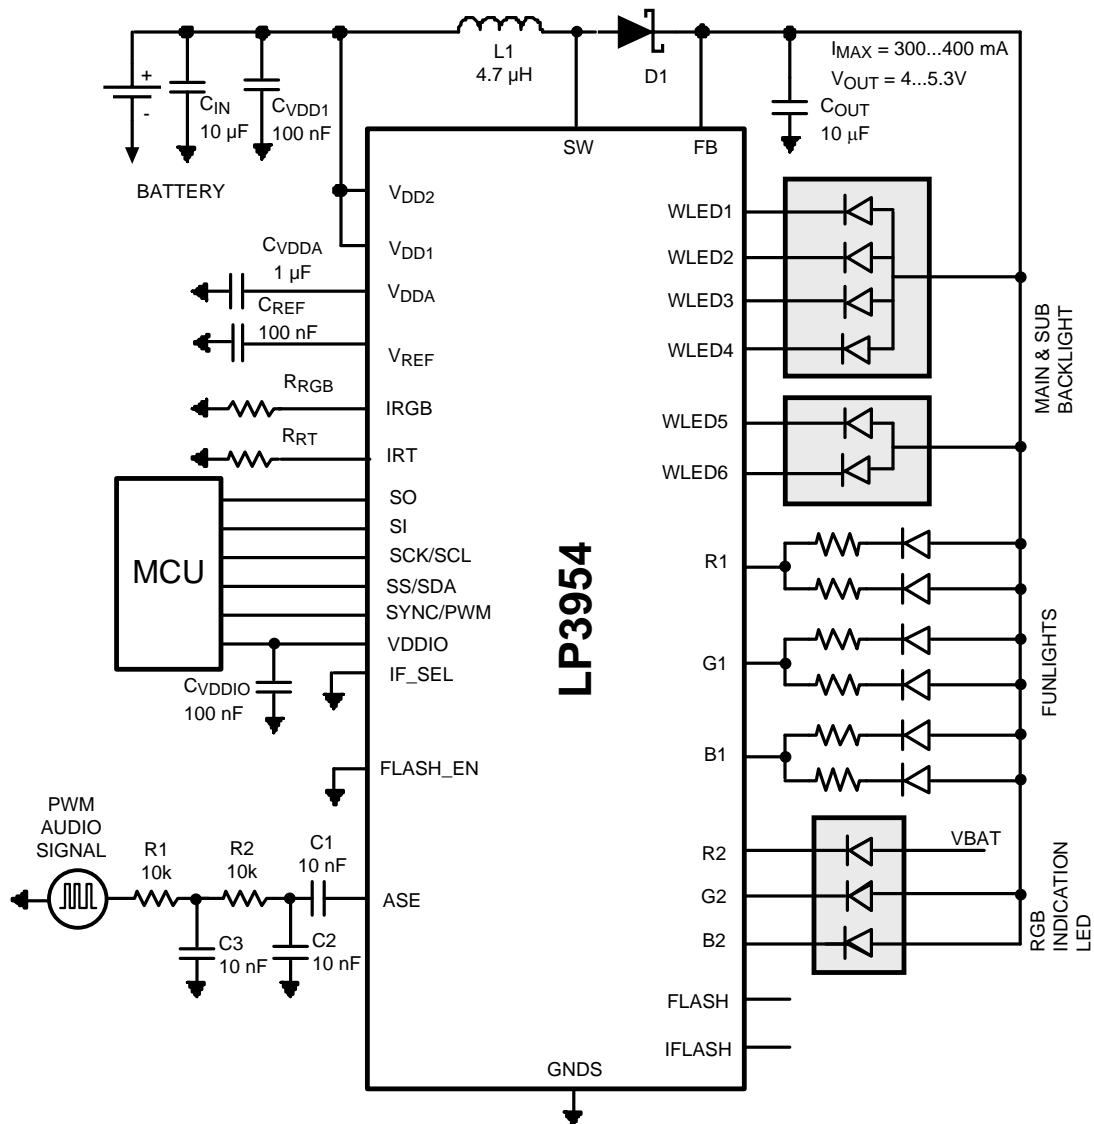 L1
4.7 µH
D1
IMAX = 300...400 mA
VOUT = 4...5.3V
+
-
CIN
10 µF
CVDD1
100 nF
COUT
10 µF
BATTERY
SW
FB
VDD2
VDD1
VDDA
VREF
IRGB
IRT
SO
SI
SCK/SCL
SS/SDA
SYNC/PWM
VDDIO
IF_SEL
FLASH_EN
ASE
CVDDA
1 µF
CREF
100 nF
RRGB
RRT
MCU
CVDDIO
100 nF
PWM
AUDIO
SIGNAL
R1
10k
R2
10k
C1
10 nF
C3
10 nF
C2
10 nF
LP3954
GNDS
WLED1
WLED2
WLED3
WLED4
WLED5
WLED6
R1
G1
B1
R2
G2
B2
FLASH
IFLASH
VBAT
MAIN & SUB
BACKLIGHT
FUNLIGHTS
RGB
INDICATION
LED